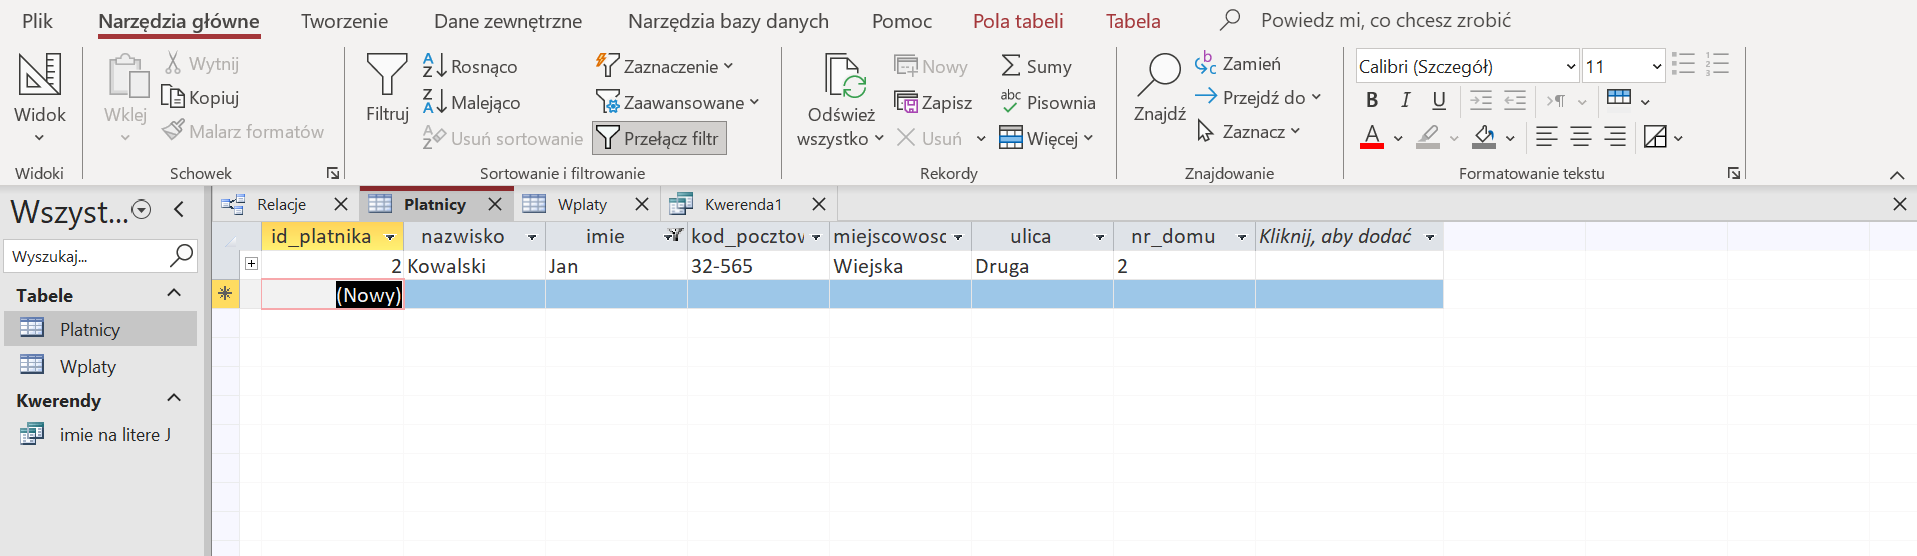 Plik Narzędzia główne Tworzenie Dane zewnętrzne Narzędzia bazy danych Pomoc Pola tabeli Tabela Powiedz mi, co chcesz zrobić
Widok
Widoki
Wklej
Wytnij
Kopiuj
Malarz formatów
Schowek
Filtruj
Rosnąco
Malejąco
Usuń sortowanie
Zaznaczenie
Zaawansowane
Przełącz filtr
Sortowanie i filtrowanie
Odśwież
wszystko
Nowy
Zapisz
Usuń
Sumy
Pisownia
Więcej
Rekordy
Znajdź
Zamień
Przejdź do
Zaznacz
Znajdowanie
Calibri (Szczegół) 11
B I U
A
Formatowanie tekstu
Wszyst...
Wyszukaj...
Tabele
Platnicy
Wplaty
Kwerendy
imie na litere J
Relacje Platnicy Wplaty Kwerenda1
id_platnika nazwisko imie kod_pocztov miejscowosc ulica nr_domu Kliknij, aby dodać
2 Kowalski Jan 32-565 Wiejska Druga 2
(Nowy)